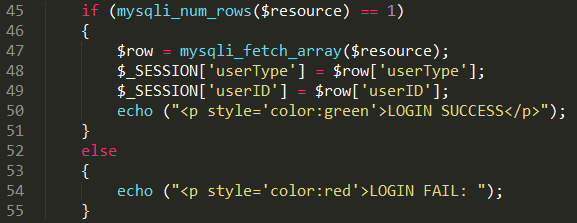 45 if (mysqli_num_rows($resource) == 1)
46 {
47 $row = mysqli_fetch_array($resource);
48 $_SESSION['userType'] = $row['userType'];
49 $_SESSION['userID'] = $row['userID'];
50 echo ("<p style='color:green'>LOGIN SUCCESS</p>");
51 }
52 else
53 {
54 echo ("<p style='color:red'>LOGIN FAIL: ");
55 }